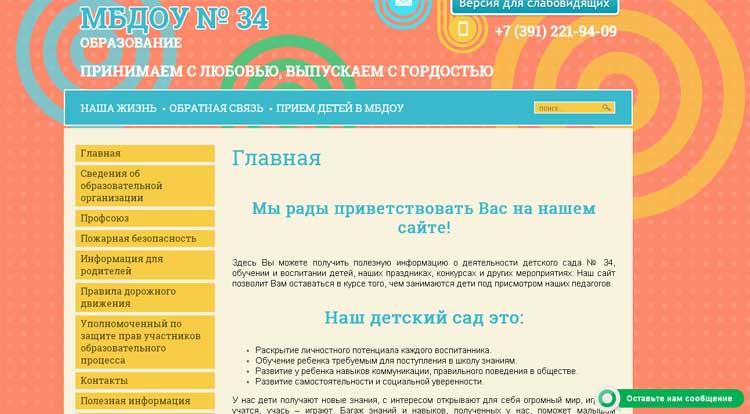 Версия для слабовидящих
МБДОУ № 34
ОБРАЗОВАНИЕ
+7 (391) 221-94-09
ПРИНИМАЕМ С ЛЮБОВЬЮ, ВЫПУСКАЕМ С ГОРДОСТЬЮ
НАША ЖИЗНЬ • ОБРАТНАЯ СВЯЗЬ • ПРИЕМ ДЕТЕЙ В МБДОУ
поиск...
Главная
Сведения об
образовательной
организации
Профсоюз
Пожарная безопасность
Информация для
родителей
Правила дорожного
движения
Уполномоченный по
защите прав участников
образовательного
процесса
Контакты
Полезная информация
Главная
Мы рады приветствовать Вас на нашем
сайте!
Здесь Вы можете получить полезную информацию о деятельности детского сада № 34,
обучении и воспитании детей, наших праздниках, конкурсах и других мероприятиях. Наш сайт
позволит Вам оставаться в курсе того, чем занимаются дети под присмотром наших педагогов.
Наш детский сад это:
• Раскрытие личностного потенциала каждого воспитанника.
• Обучение ребенка требуемым для поступления в школу знаниям.
• Развитие у ребенка навыков коммуникации, правильного поведения в обществе.
• Развитие самостоятельности и социальной уверенности.
У нас дети получают новые знания, с интересом открывают для себя огромный мир,
учатся, учась – играют. Багаж знаний и навыков, полученных у нас, поможет малышам
Оставьте нам сообщение